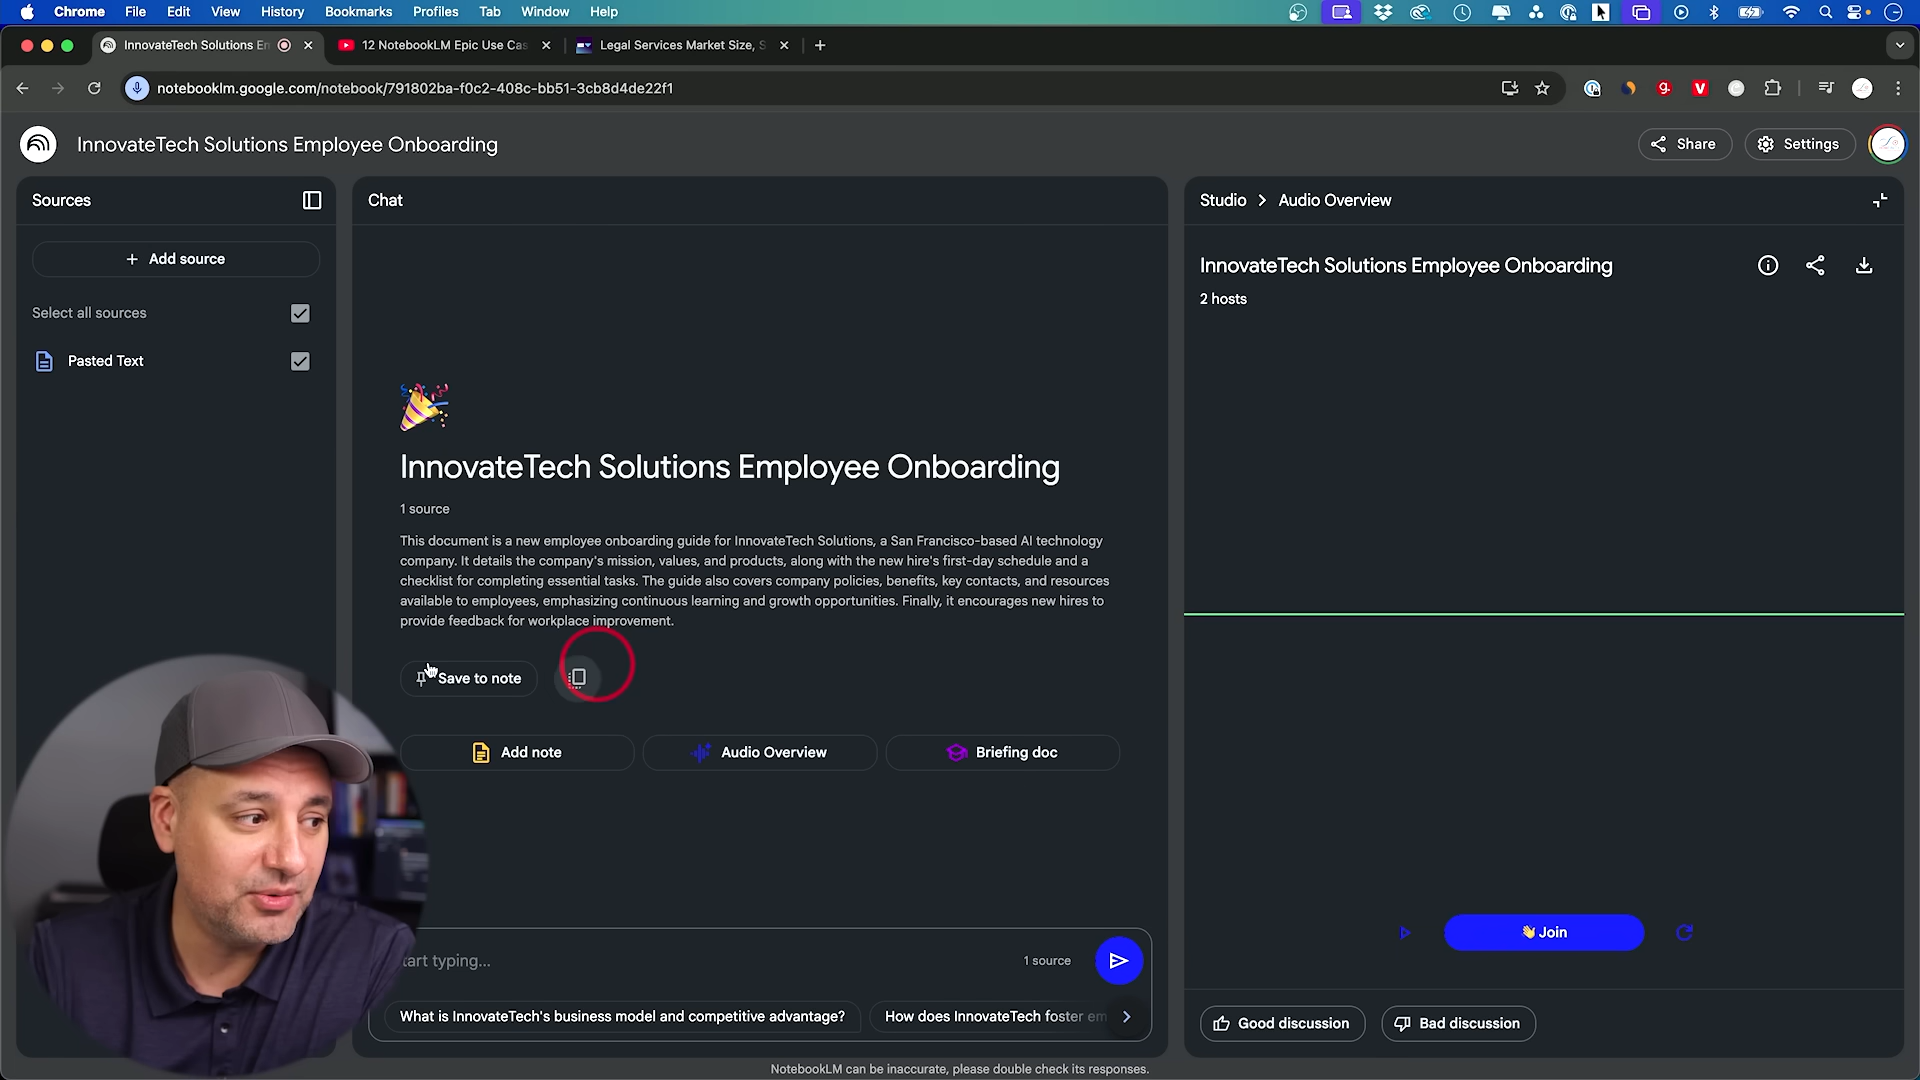 Chrome File Edit View History Bookmarks Profiles Tab Window Help
InnovateTech Solutions E
12 NotebookLM Epic Use Cas
Legal Services Market Size, S
notebooklm.google.com/notebook/791802ba-f0c2-408c-bb51-3cb8d4de22f1
InnovateTech Solutions Employee Onboarding
Share
Settings
Sources
Add source
Select all sources
Pasted Text
Chat
InnovateTech Solutions Employee Onboarding
1 source
This document is a new employee onboarding guide for InnovateTech Solutions, a San Francisco-based AI technology
company. It details the company's mission, values, and products, along with the new hire's first-day schedule and a
checklist for completing essential tasks. The guide also covers company policies, benefits, key contacts, and resources
available to employees, emphasizing continuous learning and growth opportunities. Finally, it encourages new hires to
provide feedback for workplace improvement.
Save to note
Add note
Audio Overview
Briefing doc
tart typing...
1 source
What is InnovateTech's business model and competitive advantage?
How does InnovateTech foster em
Studio > Audio Overview
InnovateTech Solutions Employee Onboarding
2 hosts
Join
Good discussion
Bad discussion
NotebookLM can be inaccurate, please double check its responses.